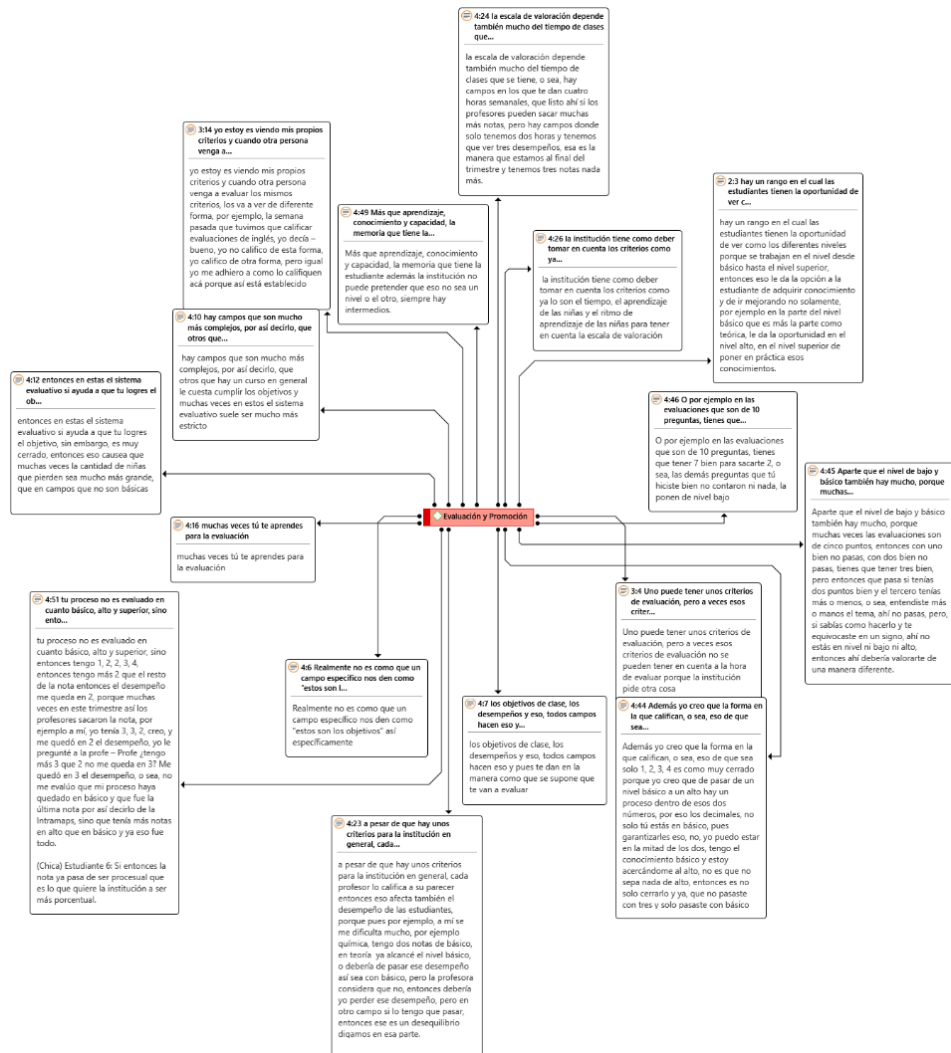 4:24 la escala de valoración depende
también mucho del tiempo de clases
que...
la escala de valoración depende
también mucho del tiempo de
clases que se tiene, o sea, hay
campos en los que te dan cuatro
horas semanales, que listo ahí si los
profesores pueden sacar muchas
más notas, pero hay campos donde
solo tenemos dos horas y tenemos
que ver tres desempeños, esa es la
manera que estamos al final del
trimestre y tenemos tres notas nada
más.
3:14 yo estoy es viendo mis propios
criterios y cuando otra persona
venga a...
yo estoy es viendo mis propios
criterios y cuando otra persona
venga a evaluar los mismos
criterios, los va a ver de diferente
forma, por ejemplo, la semana
pasada que tuvimos que calificar
evaluaciones de inglés, yo decía –
bueno, yo no califico de esta forma,
yo califico de otra forma, pero igual
yo me adhiero a como lo califiquen
acá porque así está establecido
2:3 hay un rango en el cual las
estudiantes tienen la oportunidad de
ver c...
hay un rango en el cual las
estudiantes tienen la oportunidad
de ver como los diferentes niveles
porque se trabajan en el nivel desde
básico hasta el nivel superior,
entonces eso le da la opción a la
estudiante de adquirir conocimiento
y de ir mejorando no solamente,
por ejemplo en la parte del nivel
básico que es más la parte como
teórica, le da la oportunidad en el
nivel alto, en el nivel superior de
poner en práctica esos
conocimientos.
4:49 Más que aprendizaje,
conocimiento y capacidad, la
memoria que tiene la...
Más que aprendizaje, conocimiento
y capacidad, la memoria que tiene la
estudiante además la institución no
puede pretender que eso no sea un
nivel o el otro, siempre hay
intermedios.
4:26 la institución tiene como deber
tomar en cuenta los criterios como
ya...
la institución tiene como deber
tomar en cuenta los criterios como
ya lo son el tiempo, el aprendizaje
de las niñas y el ritmo de
aprendizaje de las niñas para tener
en cuenta la escala de valoración
4:10 hay campos que son mucho más
complejos, por así decirlo, que
otros que...
hay campos que son mucho más
complejos, por así decirlo, que
otros que hay un curso en general
le cuesta cumplir los objetivos y
muchas veces en estos el sistema
evaluativo suele ser mucho más
estricto
4:12 entonces en estas el sistema
evaluativo si ayuda a que tu logres el
ob...
entonces en estas el sistema
evaluativo si ayuda a que tu logres
el objetivo, sin embargo, es muy
cerrado, entonces eso causea que
muchas veces la cantidad de niñas
que pierden sea mucho más grande,
que en campos que no son básicas
4:46 O por ejemplo en las
evaluaciones que son de 10
preguntas, tienes que...
O por ejemplo en las evaluaciones
que son de 10 preguntas, tienes
que tener 7 bien para sacarte 2, o
sea, las demás preguntas que tú
hiciste bien no contaron ni nada, la
ponen de nivel bajo
4:45 Aparte que el nivel de bajo y
básico también hay mucho, porque
muchas...
Aparte que el nivel de bajo y básico
también hay mucho, porque
muchas veces las evaluaciones son
de cinco puntos, entonces con uno
bien no pasas, con dos bien no
pasas, tienes que tener tres bien,
pero entonces que pasa si tenías
dos puntos bien y el tercero tenías
más o menos, o sea, entendiste más
o manos el tema, ahí no pasas, pero,
si sabías como hacerlo y te
equivocaste en un signo, ahí no
estás en nivel ni bajo ni alto,
entonces ahí debería valorarte de
una manera diferente.
Evaluación y Promoción
4:16 muchas veces tú te aprendes
para la evaluación
muchas veces tú te aprendes para
la evaluación
4:51 tu proceso no es evaluado en
cuanto básico, alto y superior, sino
ento...
tu proceso no es evaluado en
cuanto básico, alto y superior, sino
entonces tengo 1, 2, 2, 3, 4,
entonces tengo más 2 que el resto
de la nota entonces el desempeño
me queda en 2, porque muchas
veces en este trimestre así los
profesores sacaron la nota, por
ejemplo a mí, yo tenía 3, 3, 2, creo, y
me quedó en 2 el desempeño, yo le
pregunté a la profe – Profe ¿tengo
más 3 que 2 no me queda en 3? Me
quedó en 3 el desempeño, o sea, no
me evalúo que mi proceso haya
quedado en básico y que fue la
última nota por así decirlo de la
Intramaps, sino que tenía más notas
en alto que en básico y ya eso fue
todo.
(Chica) Estudiante 6: Si entonces la
nota ya pasa de ser procesual que
es lo que quiere la institución a ser
más porcentual.
3:4 Uno puede tener unos criterios
de evaluación, pero a veces esos
criter...
Uno puede tener unos criterios de
evaluación, pero a veces esos
criterios de evaluación no se
pueden tener en cuenta a la hora
de evaluar porque la institución
pide otra cosa
4:6 Realmente no es como que un
campo específico nos den como
"estos son l...
Realmente no es como que un
campo específico nos den como
"estos son los objetivos" así
específicamente
4:7 los objetivos de clase, los
desempeños y eso, todos campos
hacen eso y...
los objetivos de clase, los
desempeños y eso, todos campos
hacen eso y pues te dan en la
manera como que se supone que
te van a evaluar
4:44 Además yo creo que la forma en
la que califican, o sea, eso de que
sea...
Además yo creo que la forma en la
que califican, o sea, eso de que sea
solo 1, 2, 3, 4 es como muy cerrado
porque yo creo que de pasar de un
nivel básico a un alto hay un
proceso dentro de esos dos
números, por eso los decimales, no
solo tú estás en básico, pues
garantizarles eso, no, yo puedo estar
en la mitad de los dos, tengo el
conocimiento básico y estoy
acercándome al alto, no es que no
sepa nada de alto, entonces es no
solo cerrarlo y ya, que no pasaste
con tres y solo pasaste con básico
4:23 a pesar de que hay unos
criterios para la institución en
general, cada...
a pesar de que hay unos criterios
para la institución en general, cada
profesor lo califica a su parecer
entonces eso afecta también el
desempeño de las estudiantes,
porque pues por ejemplo, a mí se
me dificulta mucho, por ejemplo
química, tengo dos notas de básico,
en teoría ya alcancé el nivel básico,
o debería de pasar ese desempeño
así sea con básico, pero la profesora
considera que no, entonces debería
yo perder ese desempeño, pero en
otro campo si lo tengo que pasar,
entonces ese es un desequilibrio
digamos en esa parte.